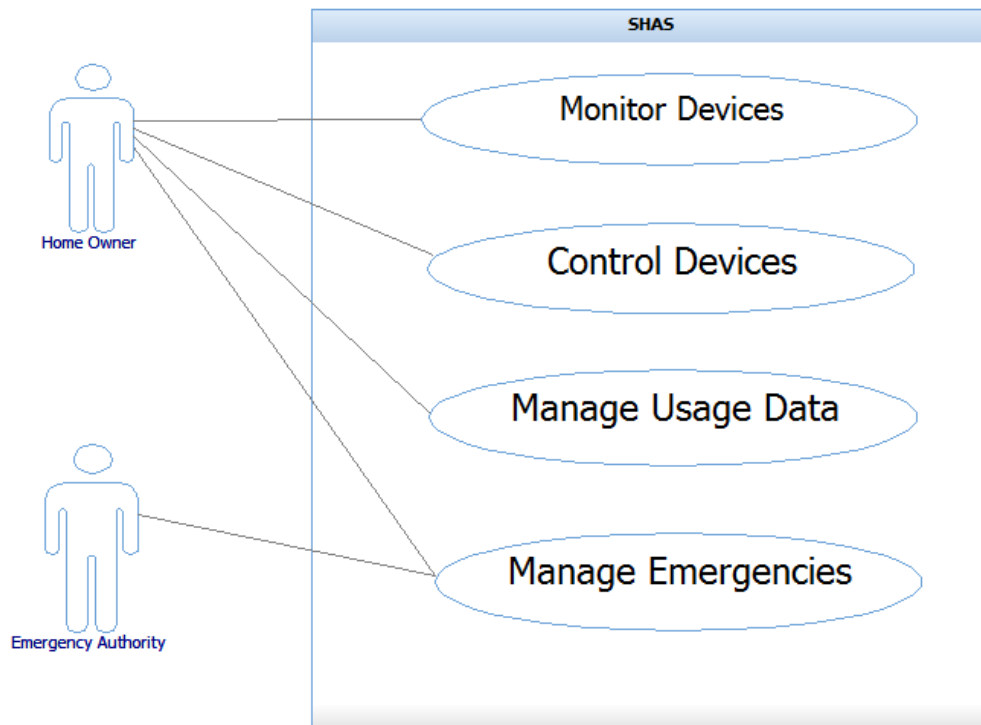 SHAS
Monitor Devices
Home Owner
Control Devices
Manage Usage Data
Manage Emergencies
Emergency Authority